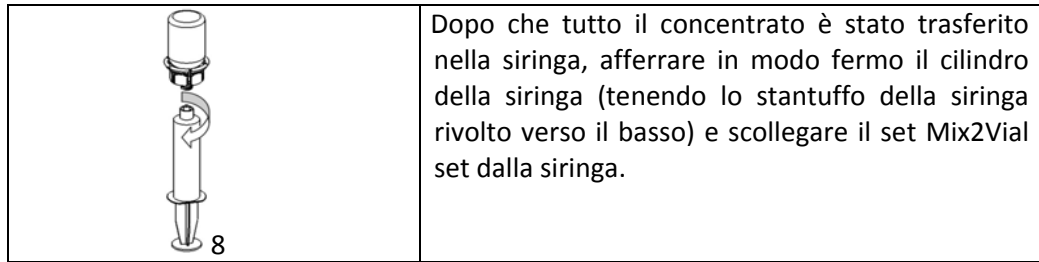 Dopo che tutto il concentrato è stato trasferito
nella siringa, afferrare in modo fermo il cilindro
della siringa (tenendo lo stantuffo della siringa
rivolto verso il basso) e scollegare il set Mix2Vial
set dalla siringa.
8